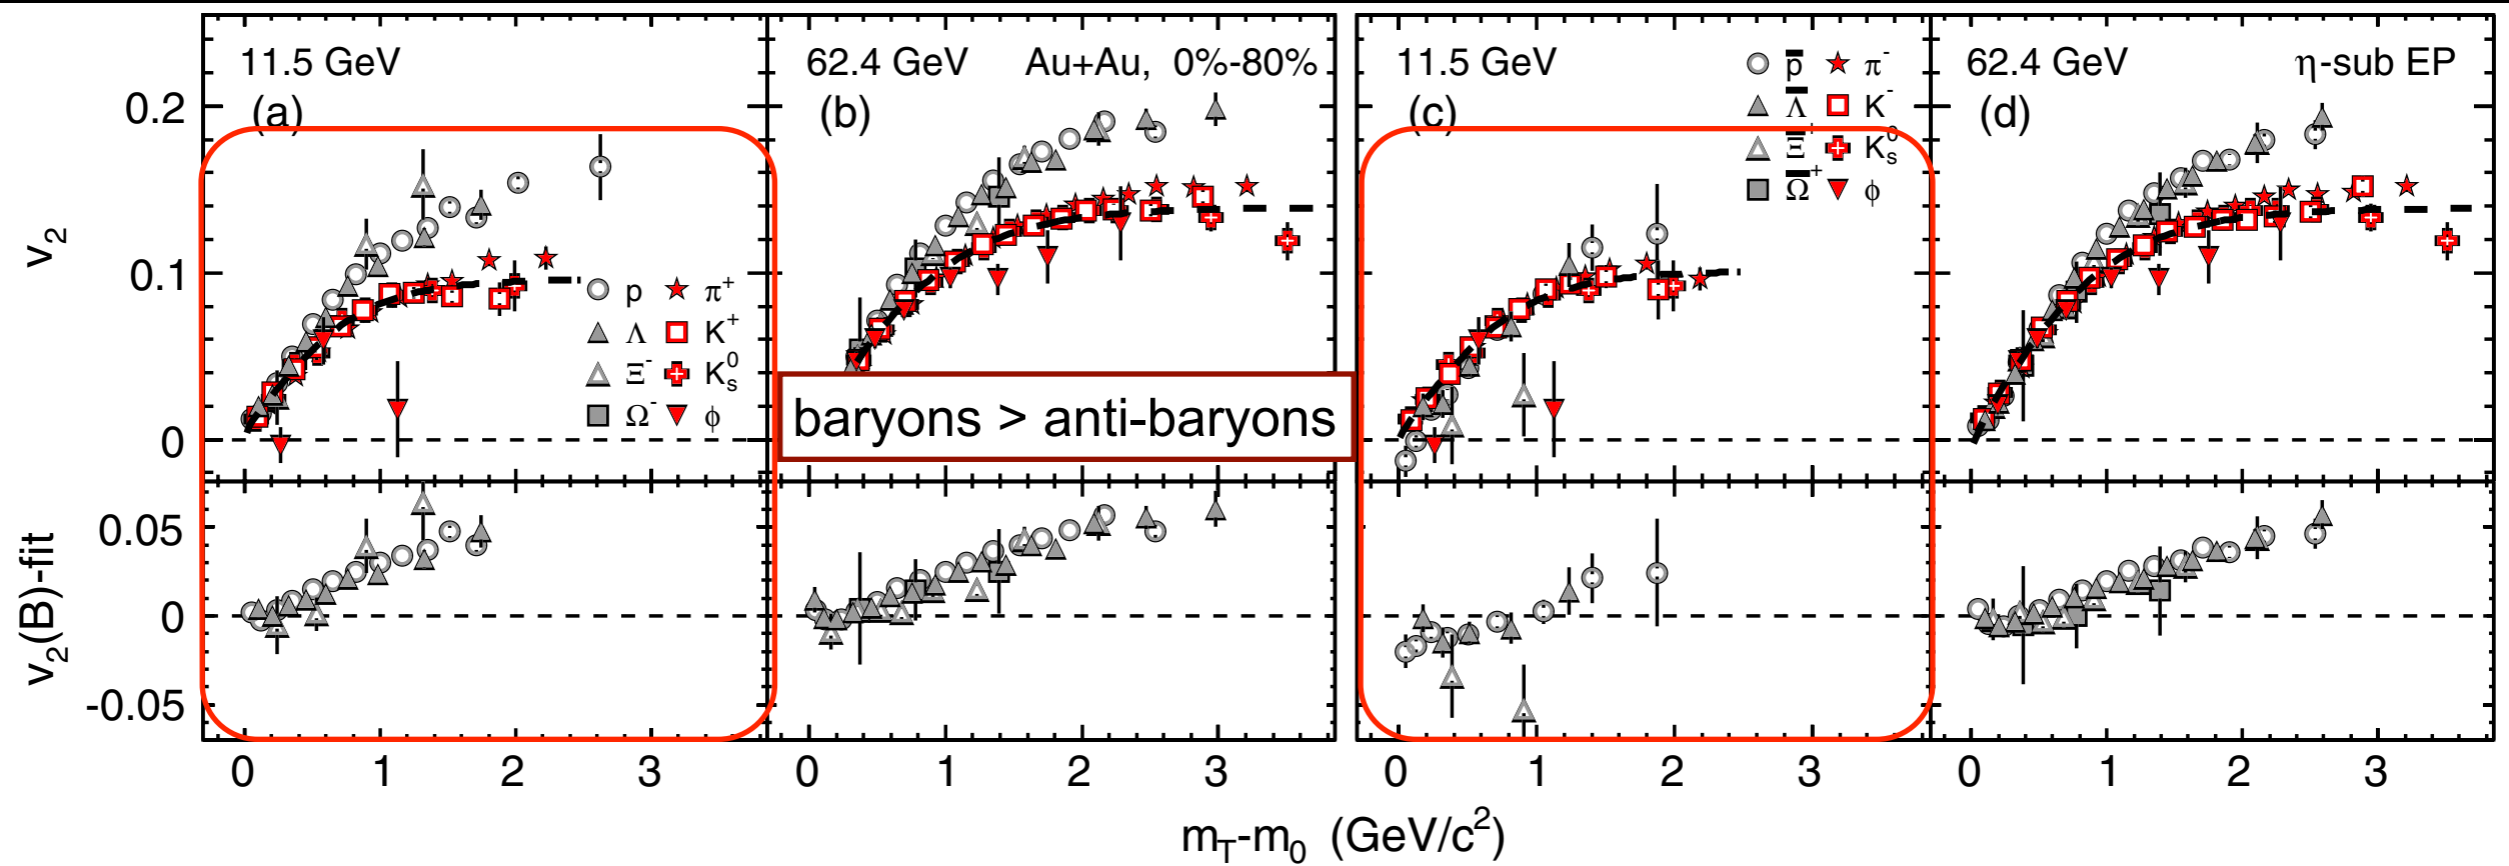 11.5 GeV
62.4 GeV Au+Au, 0%-80%
11.5 GeV
62.4 GeV η-sub EP
(a)
(b)
(c)
(d)
p̅ π⁻
Λ̅ K⁻
Ξ̅⁺ K⁰ₛ
Ω̅⁺ φ
v₂
0.2
0.1
0
p π⁺
Λ K⁺
Ξ⁻ K⁰ₛ
Ω⁻ φ
baryons > anti-baryons
v₂(B)-fit
0.05
0
-0.05
0 1 2 3 0 1 2 3 0 1 2 3 0 1 2 3
m_T-m₀ (GeV/c²)